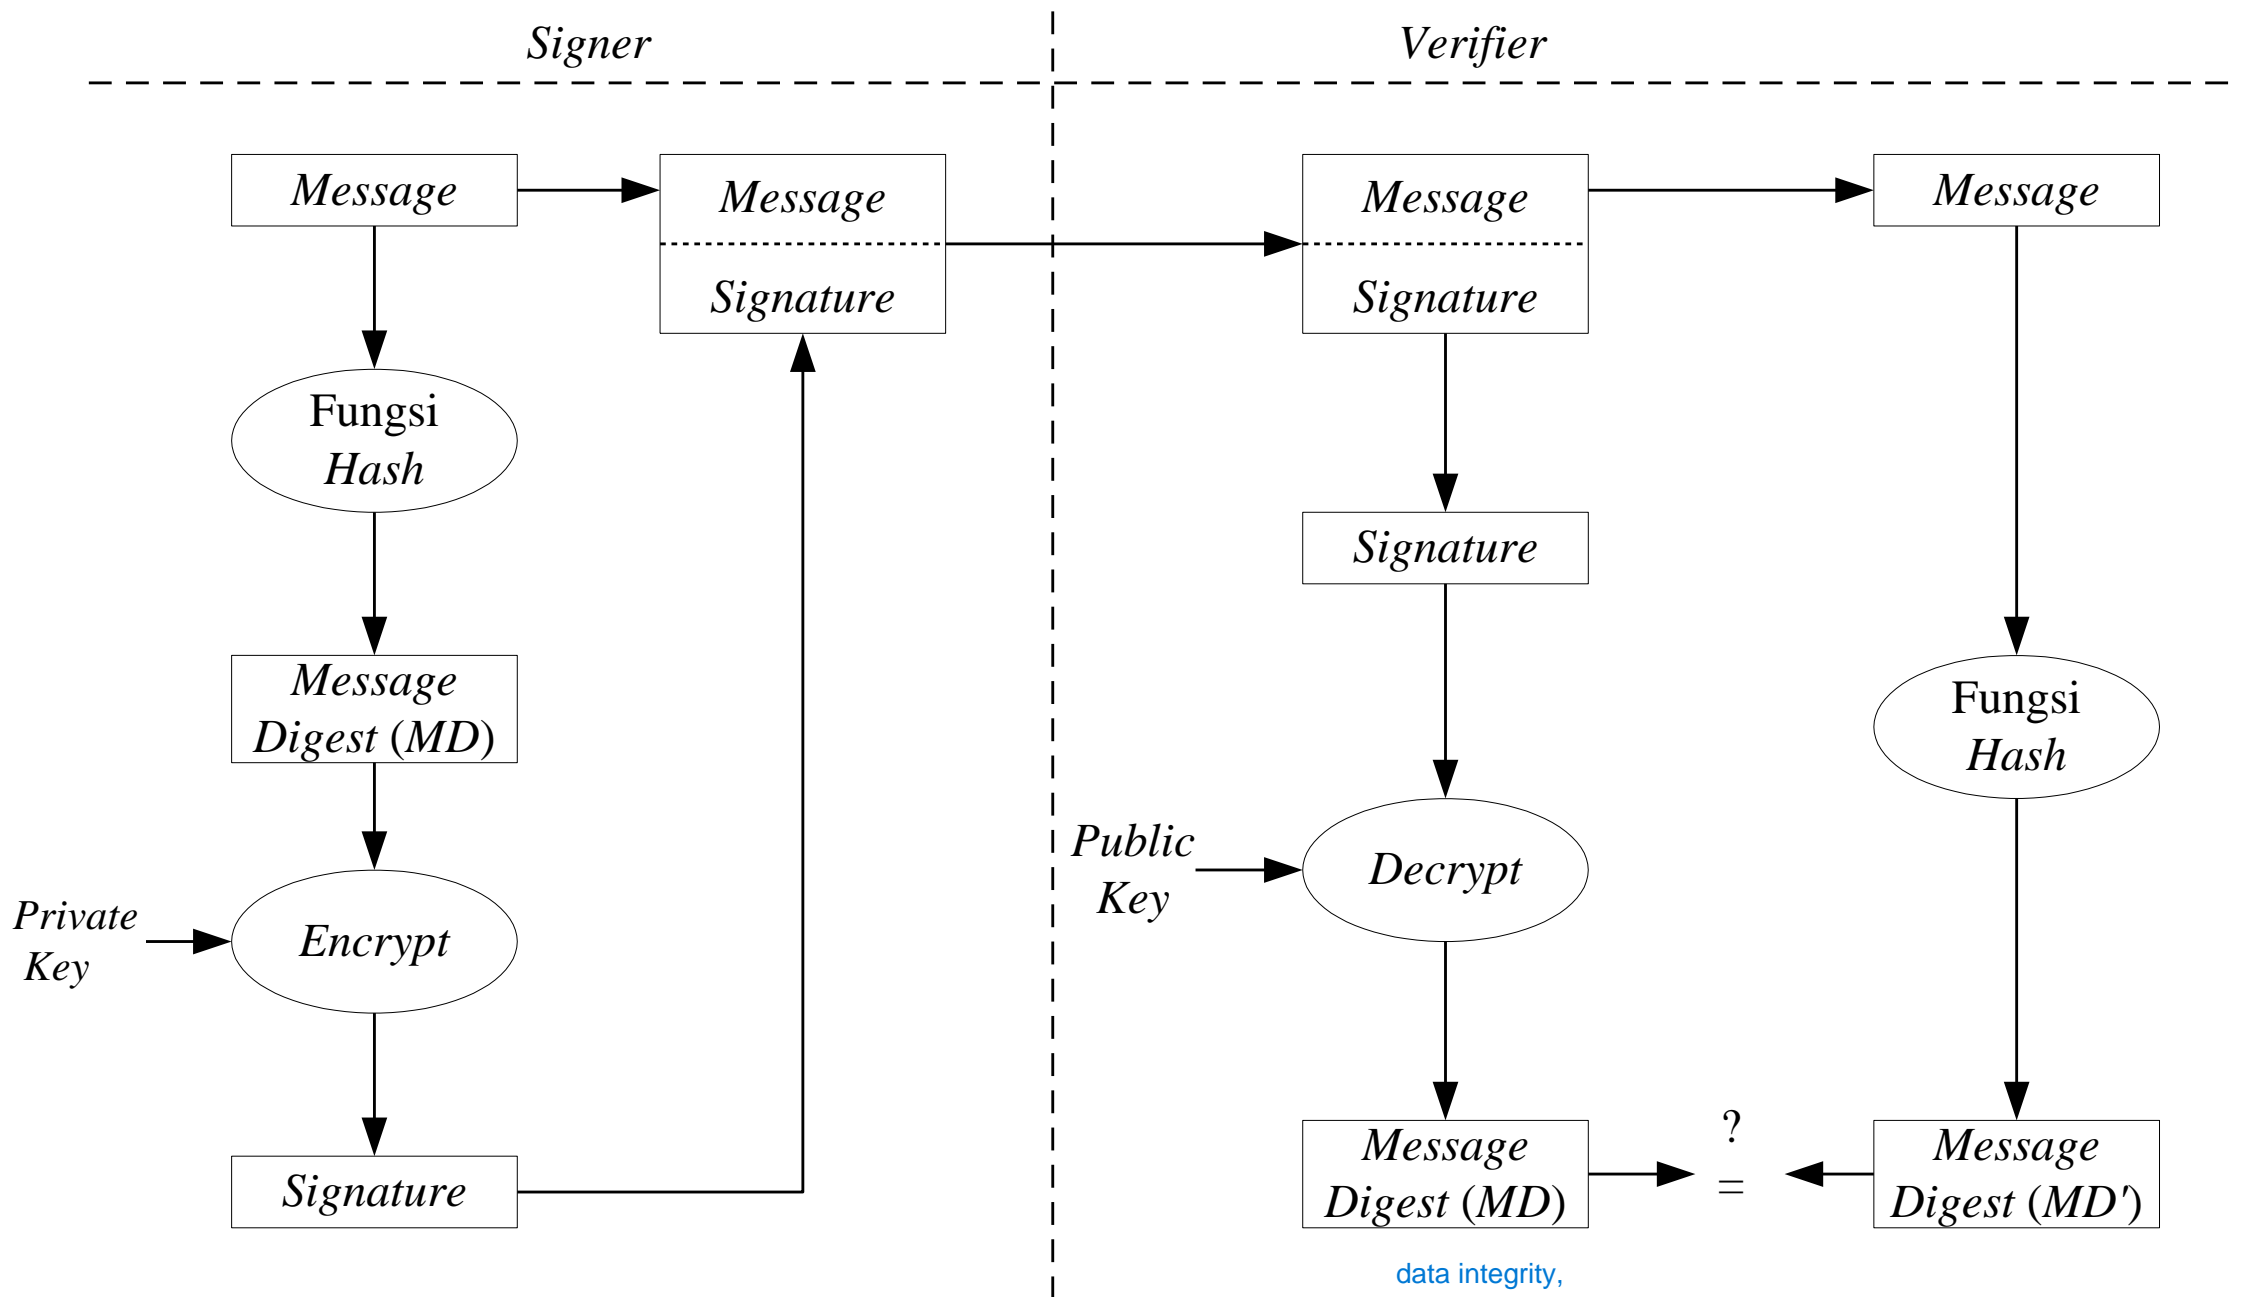 Signer
Verifier
Message
Message
Signature
Message
Signature
Message
Fungsi
Hash
Signature
Message
Digest (MD)
Fungsi
Hash
Public
Key
Decrypt
Private
Key
Encrypt
Signature
Message
Digest (MD)
?
=
Message
Digest (MD')
data integrity,